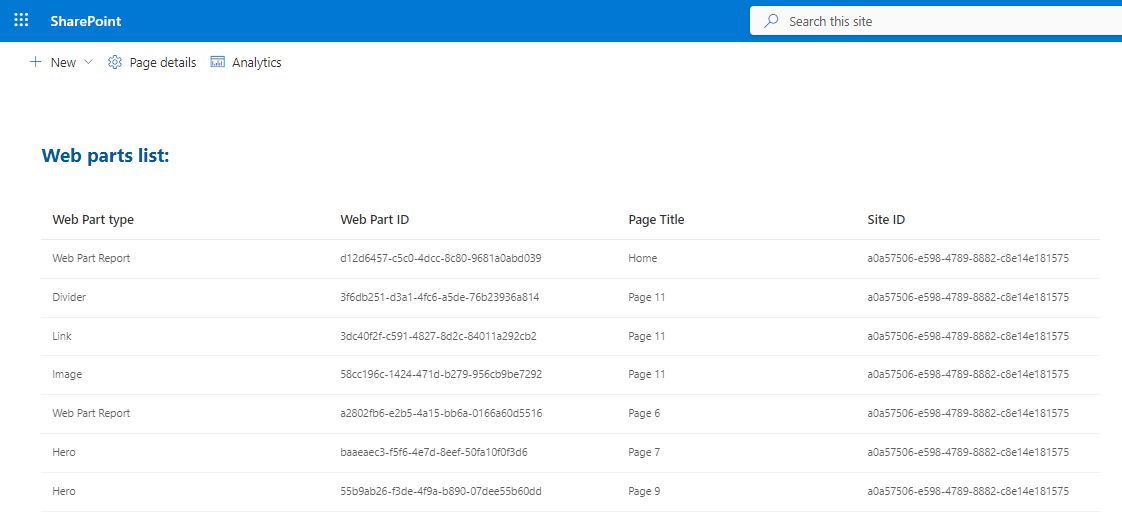 SharePoint Search this site
New Page details Analytics
Web parts list:
Web Part type Web Part ID Page Title Site ID
Web Part Report d12d6457-c5c0-4dcc-8c80-9681a0abd039 Home a0a57506-e598-4789-8882-c8e14e181575
Divider 3f6db251-d3a1-4fc6-a5de-76b23936a814 Page 11 a0a57506-e598-4789-8882-c8e14e181575
Link 3dc40f2f-c591-4827-8d2c-84011a292cb2 Page 11 a0a57506-e598-4789-8882-c8e14e181575
Image 58cc196c-1424-471d-b279-956cb9be7292 Page 11 a0a57506-e598-4789-8882-c8e14e181575
Web Part Report a2802fb6-e2b5-4a15-bb6a-0166a60d5516 Page 6 a0a57506-e598-4789-8882-c8e14e181575
Hero baaeaec3-f5f6-4e7d-8eef-50fa10f0f3d6 Page 7 a0a57506-e598-4789-8882-c8e14e181575
Hero 55b9ab26-f3de-4f9a-b890-07dee55b60dd Page 9 a0a57506-e598-4789-8882-c8e14e181575